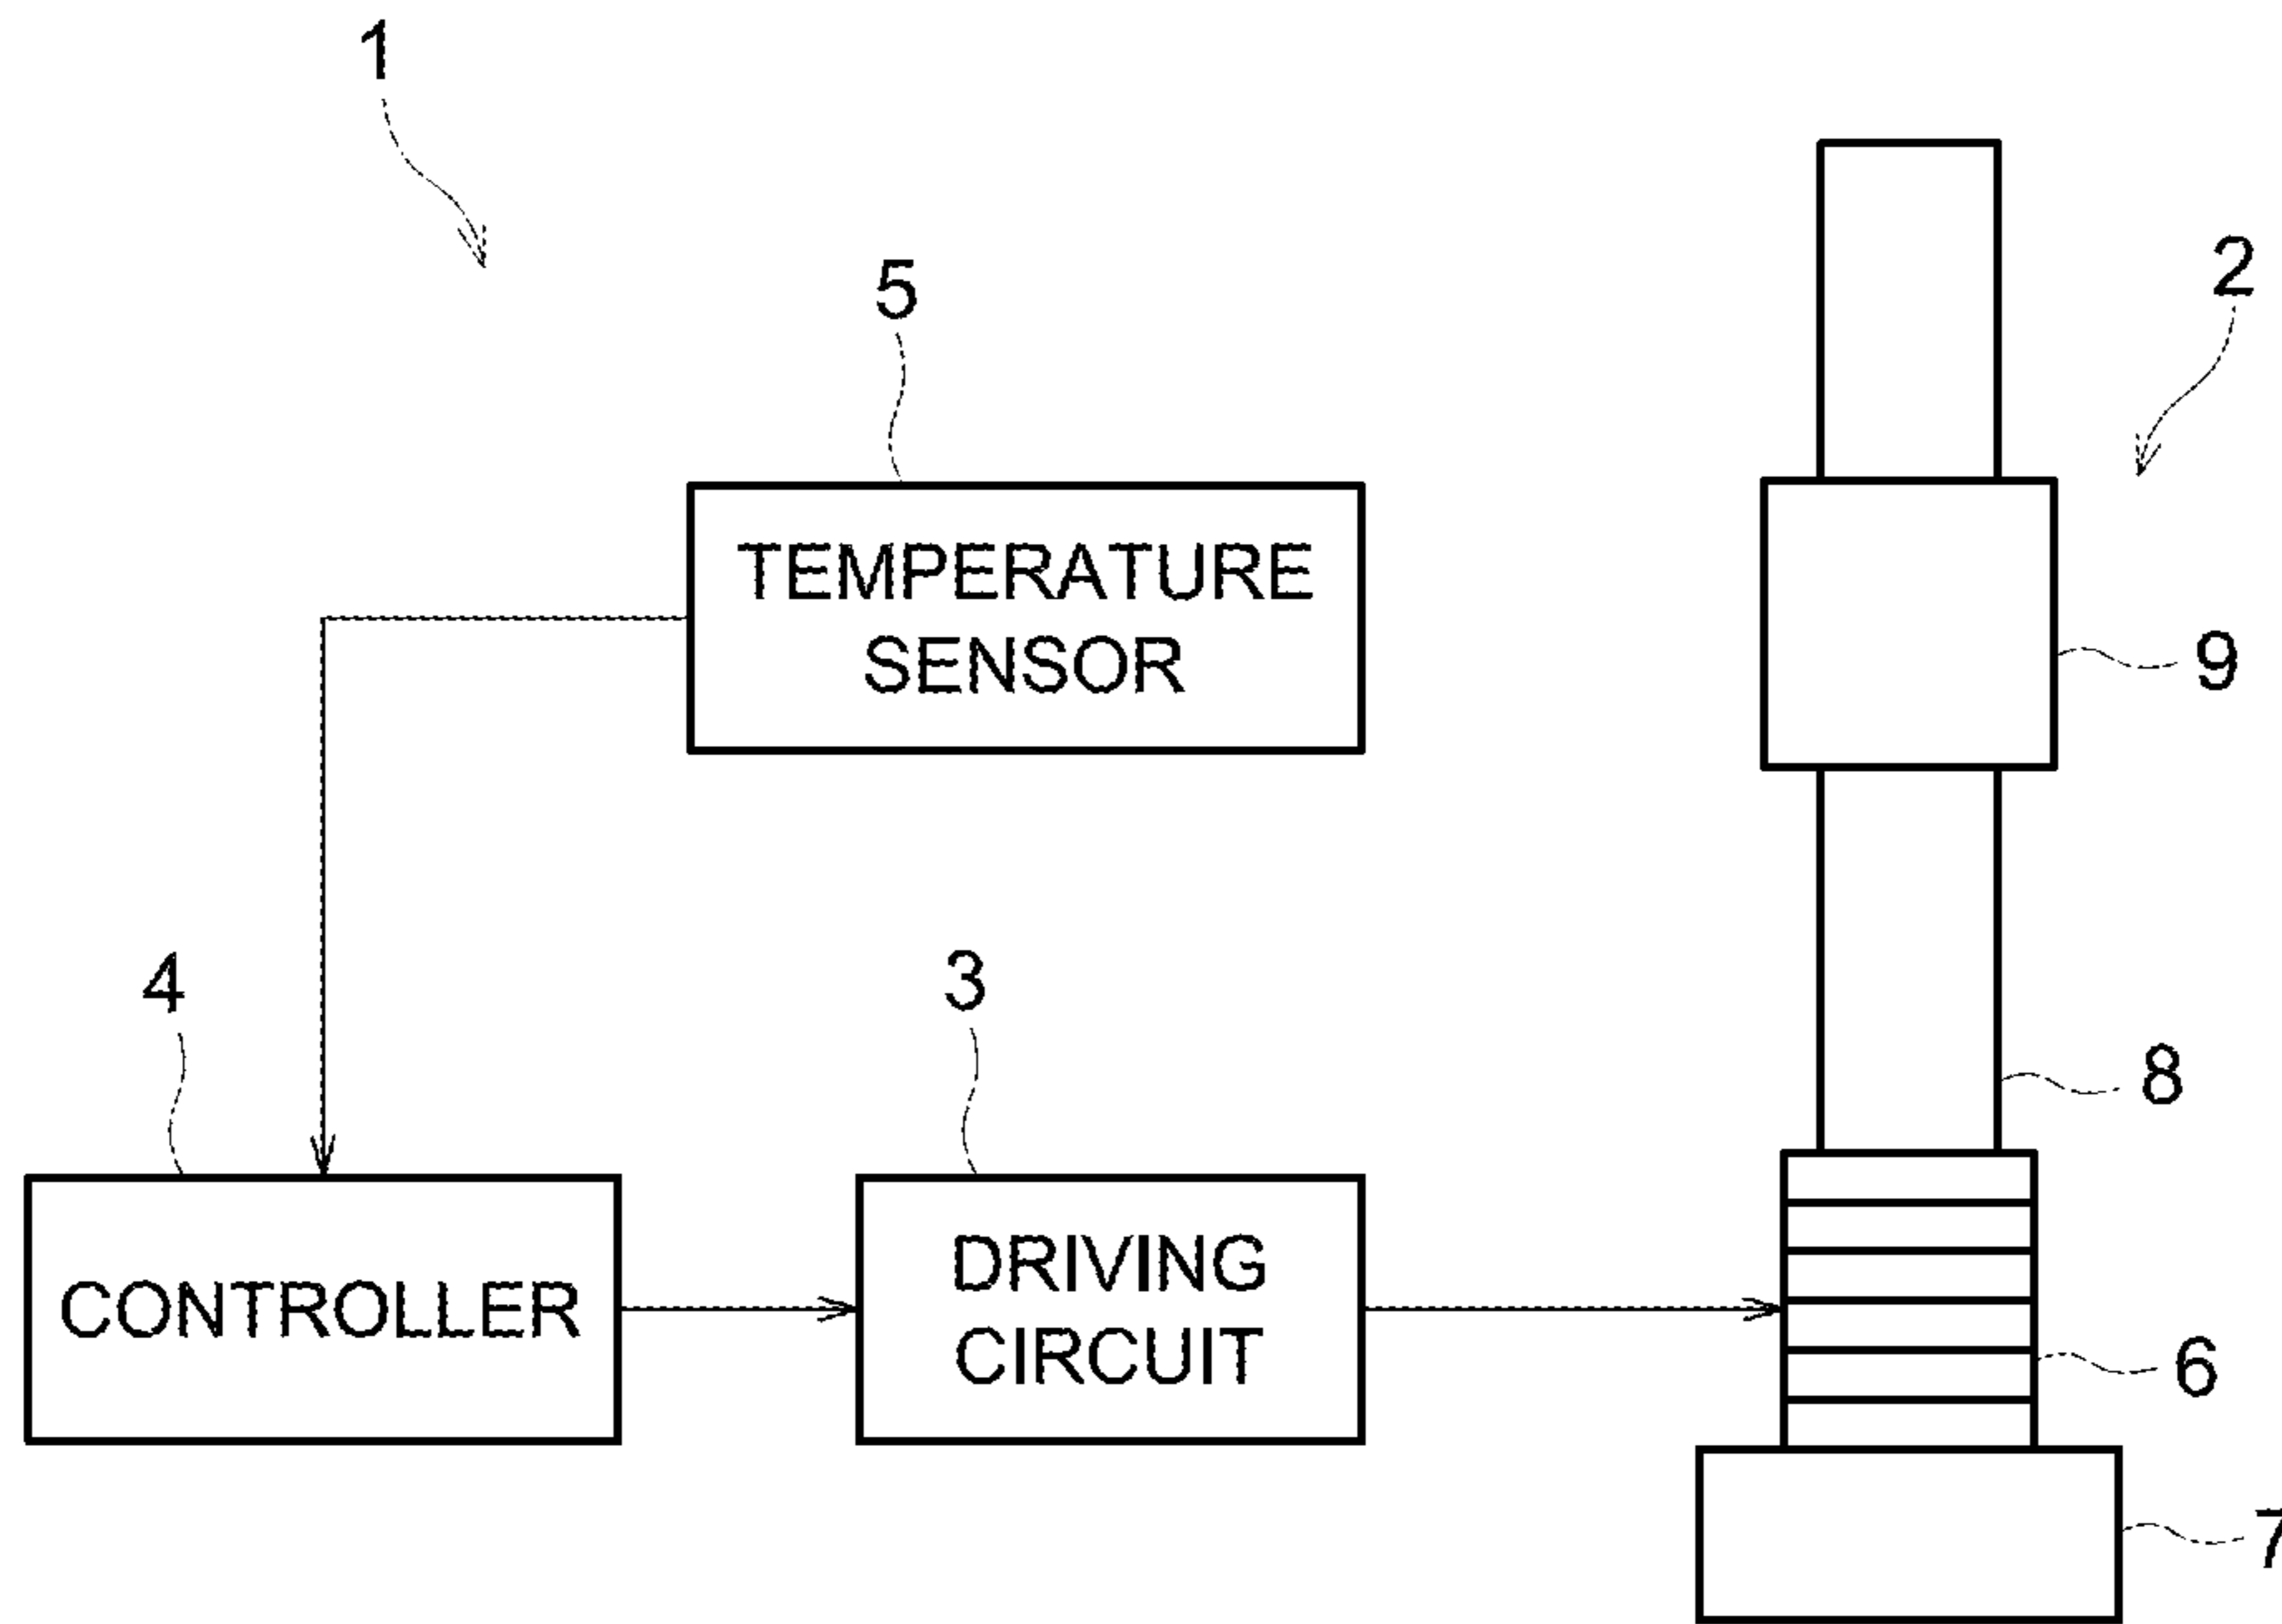 1
2
5
TEMPERATURE
SENSOR
9
4
3
8
CONTROLLER
DRIVING
CIRCUIT
6
7